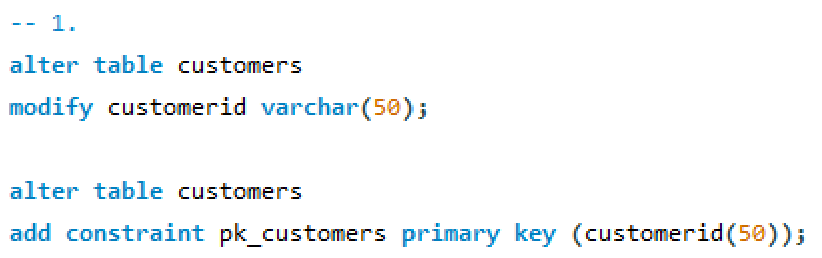 -- 1.
alter table customers
modify customerid varchar(50);
alter table customers
add constraint pk_customers primary key (customerid(50));